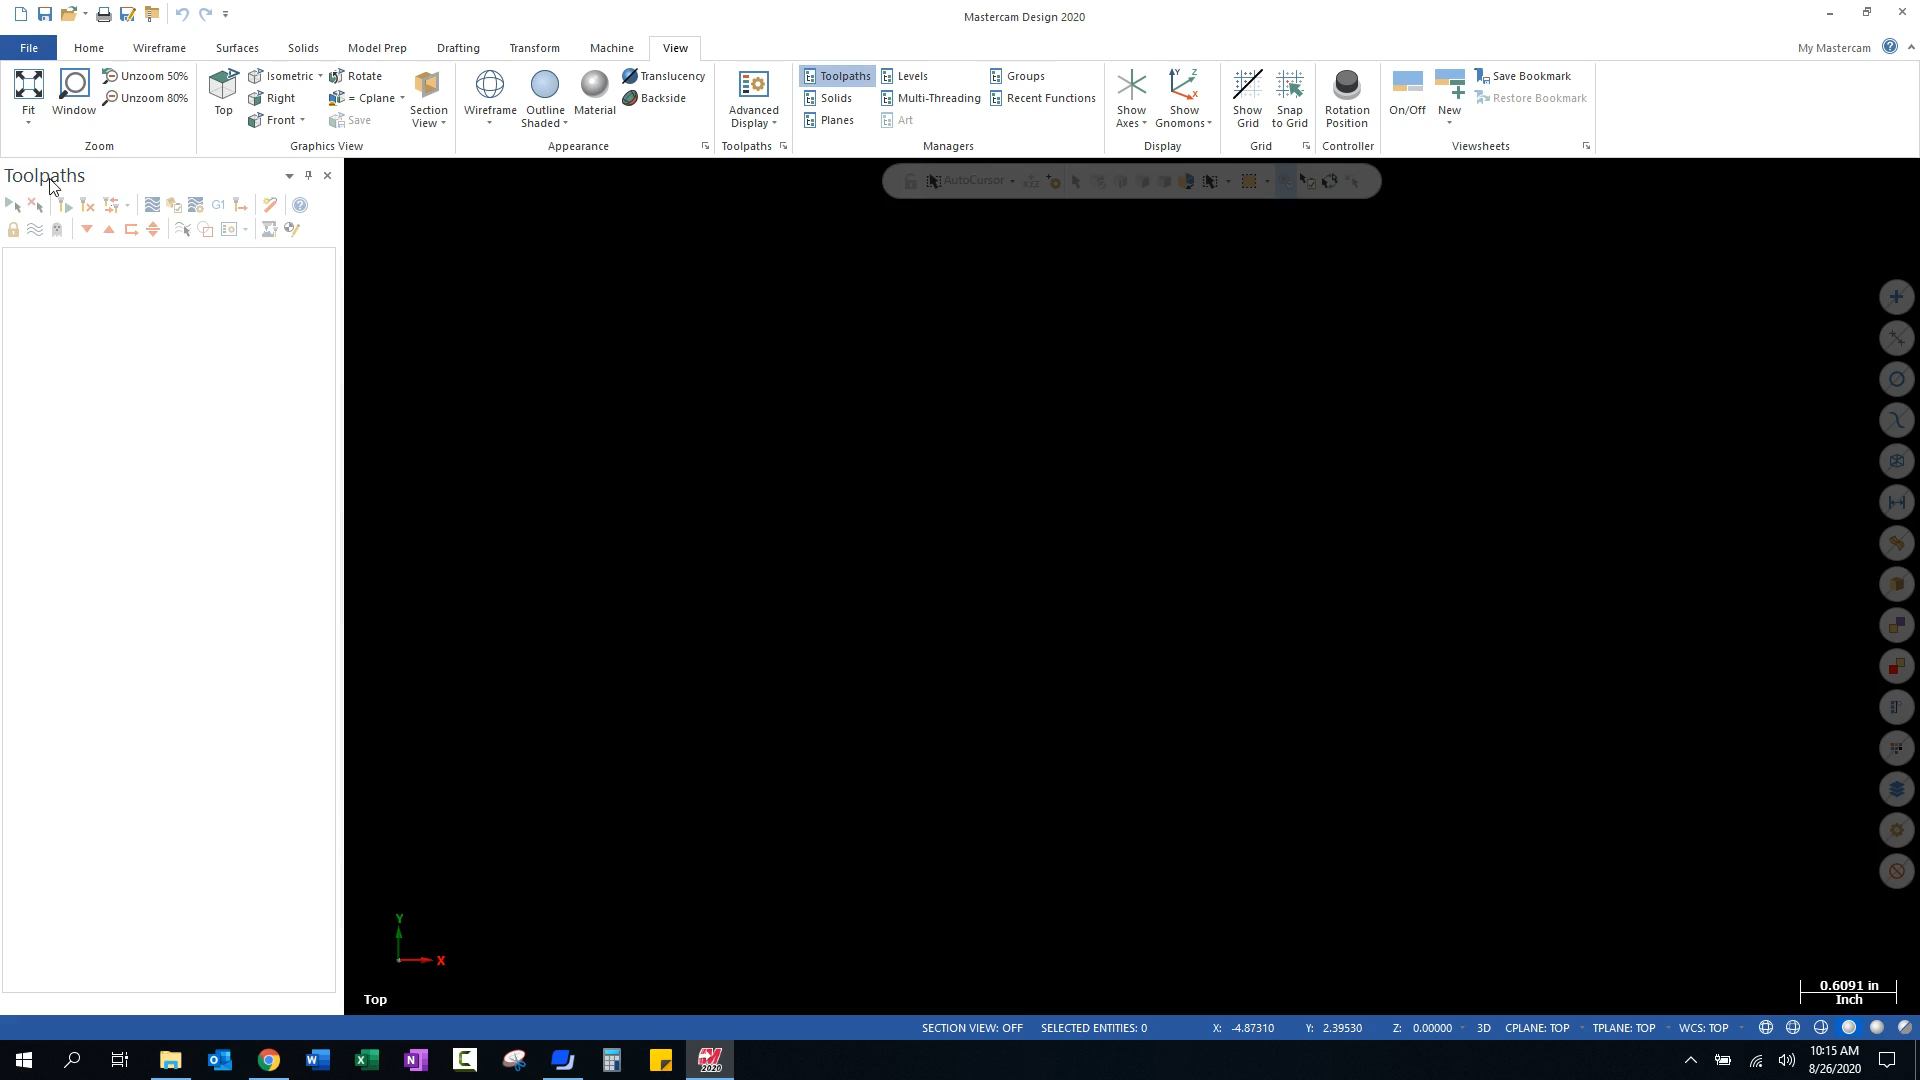 Mastercam Design 2020
File Home Wireframe Surfaces Solids Model Prep Drafting Transform Machine View My Mastercam
Fit
Window
Unzoom 50%
Unzoom 80%
Zoom
Top
Isometric
Right
Front
Rotate
= Cplane
Save
Section
View
Graphics View
Wireframe
Outline
Shaded
Material
Translucency
Backside
Appearance
Advanced
Display
Toolpaths
Toolpaths
Solids
Planes
Levels
Multi-Threading
Art
Groups
Recent Functions
Managers
Show
Axes
Show
Gnomons
Display
Show
Grid
Snap
to Grid
Grid
Rotation
Position
Controller
On/Off
New
Save Bookmark
Restore Bookmark
Viewsheets
Toolpaths
G1
AutoCursor
XYZ
Y
X
Top
0.6091 in
Inch
SECTION VIEW: OFF SELECTED ENTITIES: 0 X: -4.87310 Y: 2.39530 Z: 0.00000 3D CPLANE: TOP TPLANE: TOP WCS: TOP
2020
10:15 AM
8/26/2020